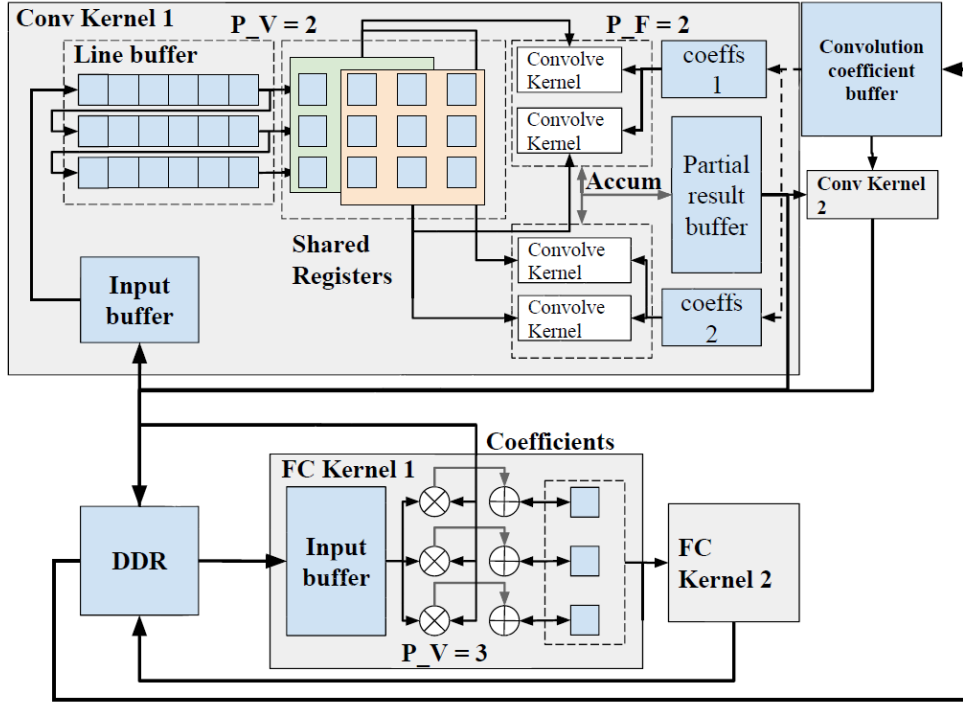 Conv Kernel 1
P_V = 2
P_F = 2
Line buffer
Convolve
Kernel
Convolve
Kernel
coeffs
1
Convolution
coefficient
buffer
Accum
Partial
result
buffer
Conv Kernel
2
Shared
Registers
Convolve
Kernel
Convolve
Kernel
coeffs
2
Input
buffer
Coefficients
FC Kernel 1
Input
buffer
DDR
FC
Kernel 2
P_V = 3